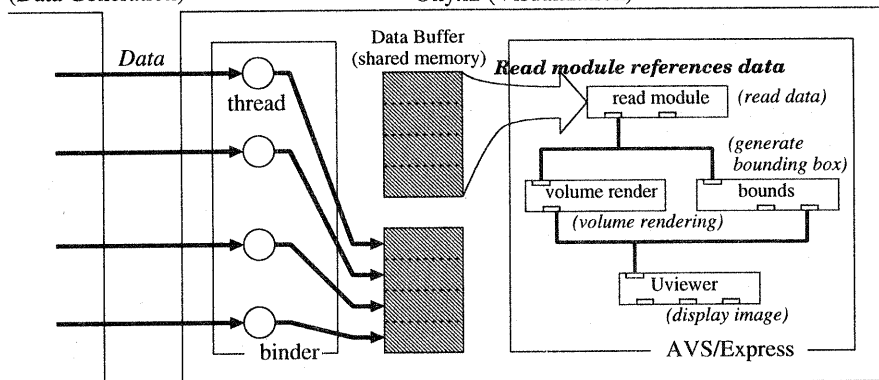 Data
thread
binder
Data Buffer
(shared memory)
Read module references data
read module
(read data)
(generate
bounding box)
volume render
bounds
(volume rendering)
Uviewer
(display image)
AVS/Express